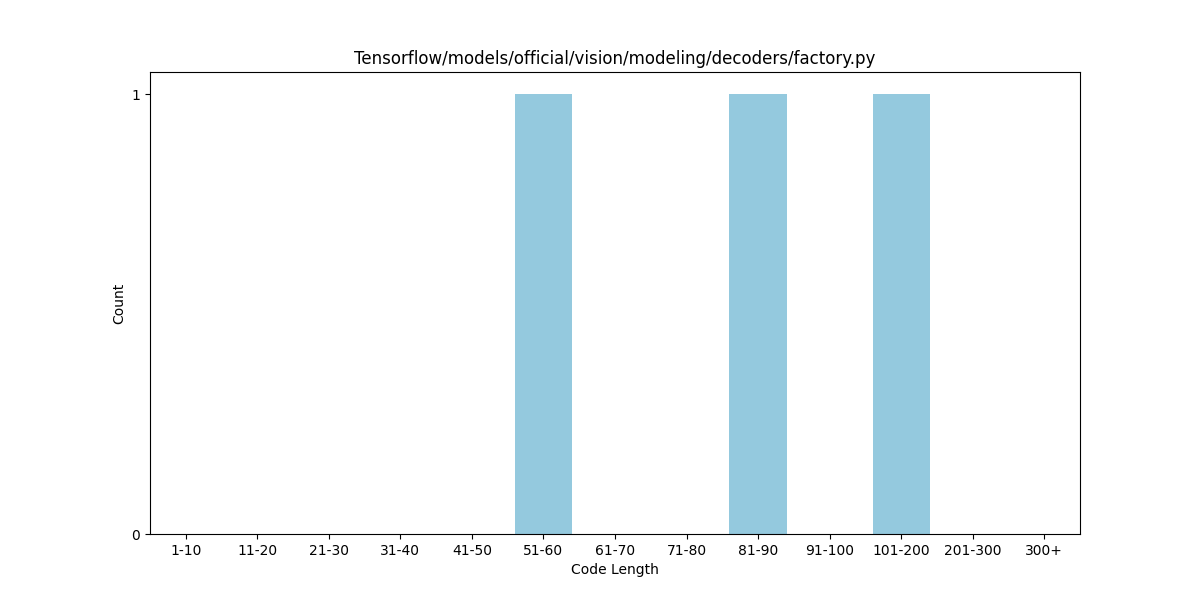 Tensorflow/models/official/vision/modeling/decoders/factory.py
1
Count
0
1-10 11-20 21-30 31-40 41-50 51-60 61-70 71-80 81-90 91-100 101-200 201-300 300+
Code Length